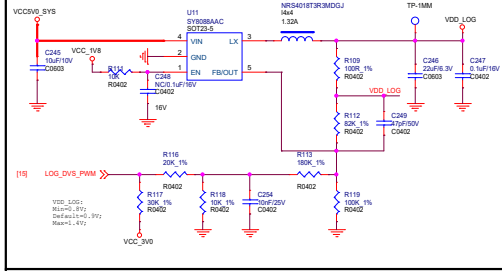 VCC5V0_SYS
U11
SY8088AAC
SOT23-5
NRS4018T3R3MDGJ
l4x4
1.32A
TP-1MM
VDD_LOG
4
VIN
LX
3
2
GND
1
EN
FB/OUT
5
C245
10uF/10V
C0603
VCC_1V8
R111
10K
R0402
C248
NC/0.1uF/16V
C0402
16V
R109
100R_1%
R0402
C246
22uF/6.3V
C0603
C247
1uF/10V
C0402
VDD_LOG
R112
82K_1%
R0402
C249
47pF/50V
C0402
[15]
LOG_DVS_PWM
R116
20K_1%
R0402
R113
180K_1%
R0402
R117
30K_1%
R0402
R118
10K_1%
R0402
C254
10nF/25V
C0402
R119
100K_1%
R0402
VDD_LOG:
Min=0.8V;
Default=0.9V;
Max=1.4V;
VCC_3V0